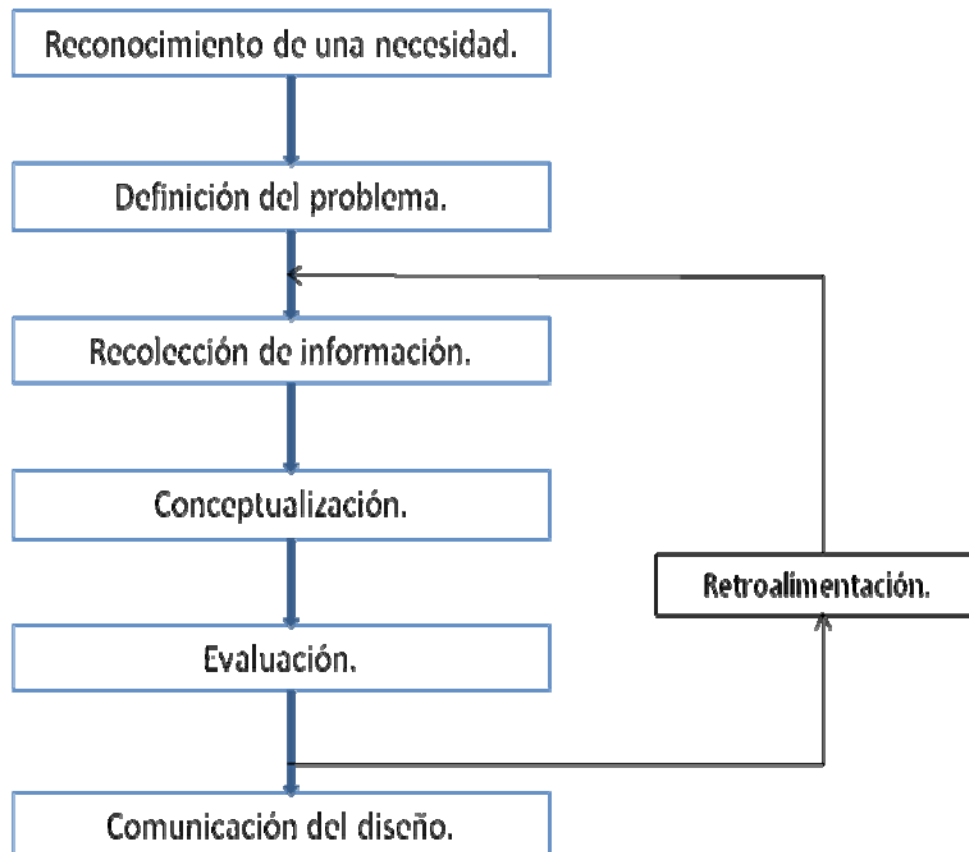 Reconocimiento de una necesidad.
Definición del problema.
Recolección de información.
Conceptualización.
Retroalimentación.
Evaluación.
Comunicación del diseño.